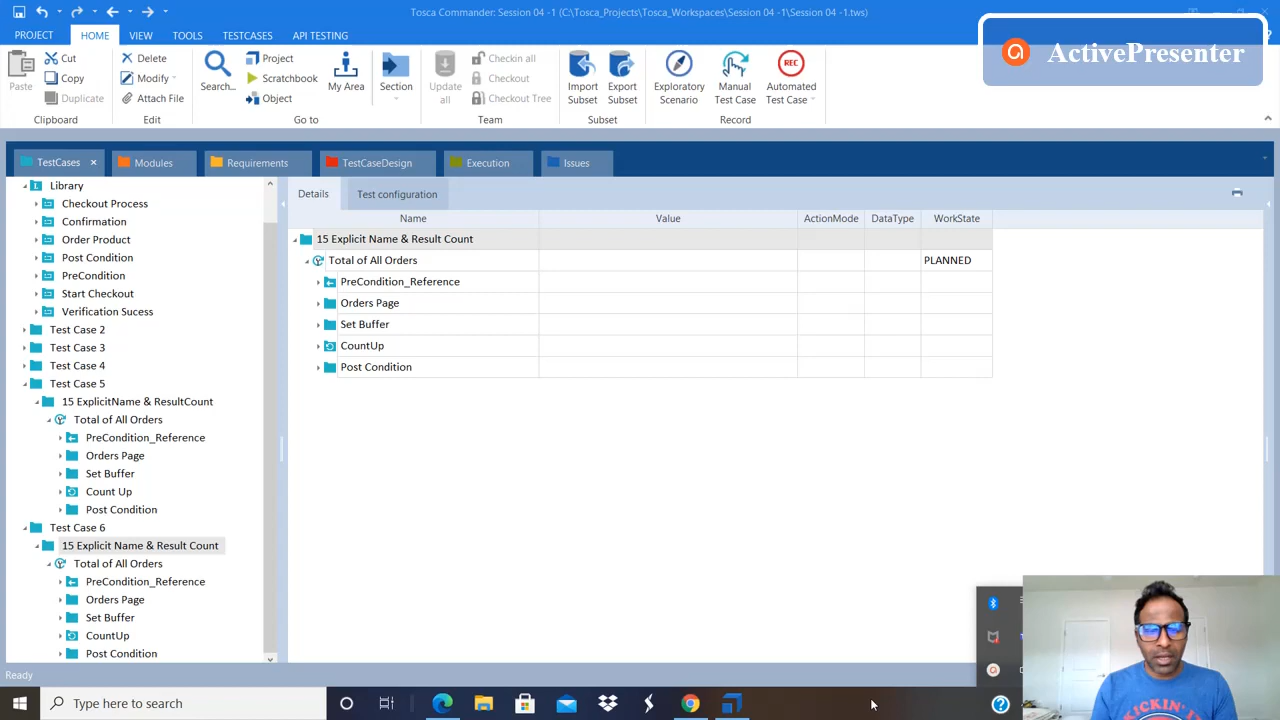 Tosca Commander: Session 04 -1 (C:\Tosca_Projects\Tosca_Workspaces\Session 04 -1\Session 04 -1.tws)
ActivePresenter
PROJECT HOME VIEW TOOLS TESTCASES API TESTING
Paste
Cut
Copy
Duplicate
Clipboard
Delete
Modify
Attach File
Edit
Search...
Project
Scratchbook
Object
My Area
Section
Go to
Update all
Checkin all
Checkout
Checkout Tree
Team
Import Subset
Export Subset
Subset
Exploratory Scenario
Manual Test Case
REC
Automated Test Case
Record
TestCases Modules Requirements TestCaseDesign Execution Issues
Library
Checkout Process
Confirmation
Order Product
Post Condition
PreCondition
Start Checkout
Verification Sucess
Test Case 2
Test Case 3
Test Case 4
Test Case 5
15 ExplicitName & ResultCount
Total of All Orders
PreCondition_Reference
Orders Page
Set Buffer
Count Up
Post Condition
Test Case 6
15 Explicit Name & Result Count
Total of All Orders
PreCondition_Reference
Orders Page
Set Buffer
CountUp
Post Condition
Details Test configuration
Name Value ActionMode DataType WorkState
15 Explicit Name & Result Count
Total of All Orders PLANNED
PreCondition_Reference
Orders Page
Set Buffer
CountUp
Post Condition
Ready
Type here to search